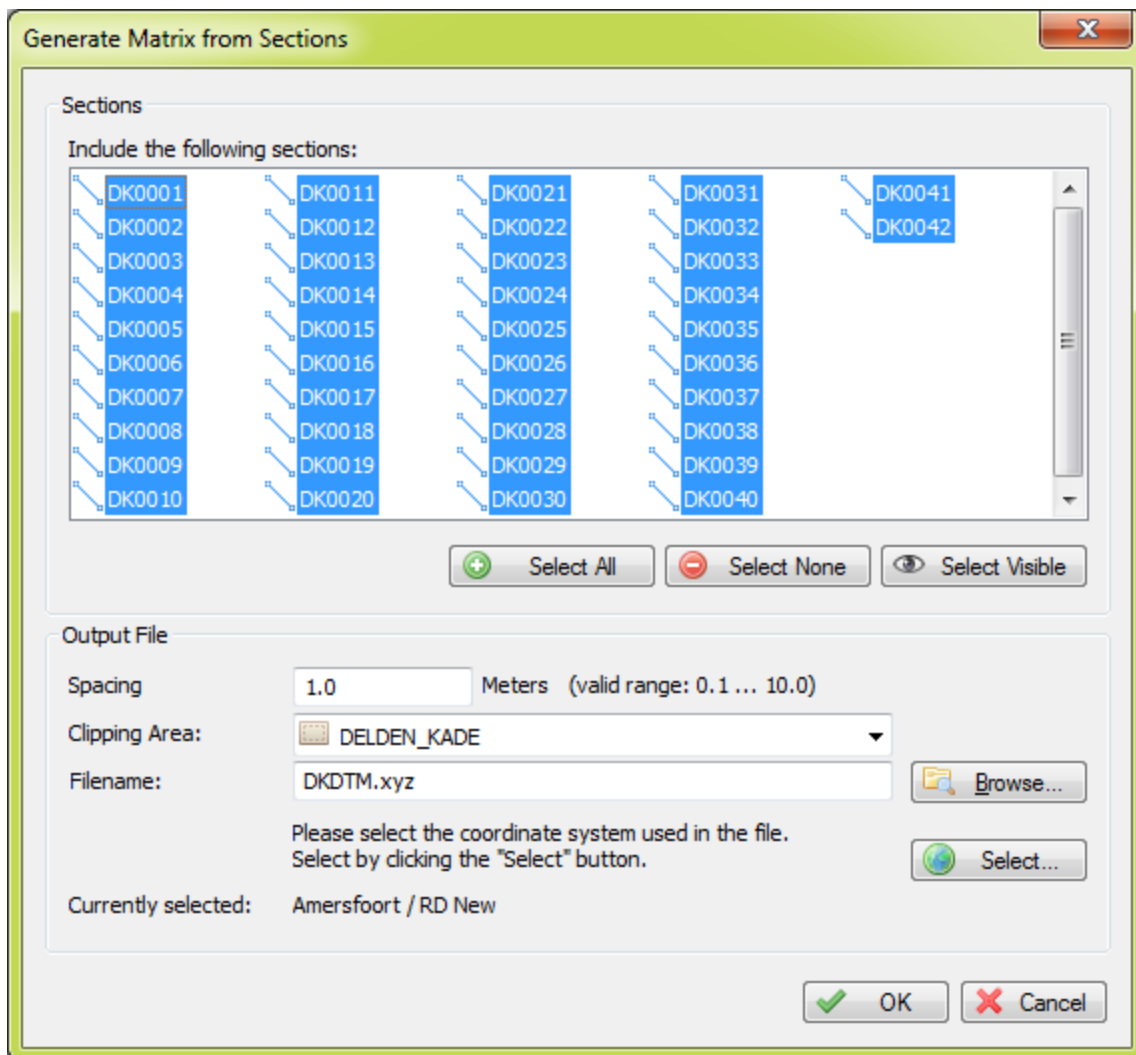 Generate Matrix from Sections
Sections
Include the following sections:
DK0001 DK0011 DK0021 DK0031 DK0041
DK0002 DK0012 DK0022 DK0032 DK0042
DK0003 DK0013 DK0023 DK0033
DK0004 DK0014 DK0024 DK0034
DK0005 DK0015 DK0025 DK0035
DK0006 DK0016 DK0026 DK0036
DK0007 DK0017 DK0027 DK0037
DK0008 DK0018 DK0028 DK0038
DK0009 DK0019 DK0029 DK0039
DK0010 DK0020 DK0030 DK0040
Select All Select None Select Visible
Output File
Spacing 1.0 Meters (valid range: 0.1 ... 10.0)
Clipping Area: DELDEN_KADE
Filename: DKDTM.xyz Browse...
Please select the coordinate system used in the file.
Select by clicking the "Select" button. Select...
Currently selected: Amersfoort / RD New
OK Cancel